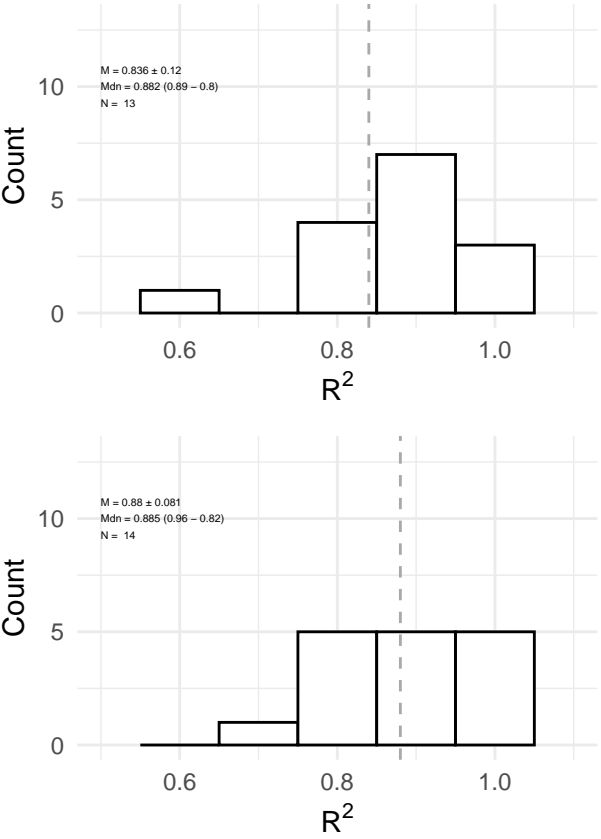 M = 0.836 ± 0.12
Mdn = 0.882 (0.89 − 0.8)
N = 13
Count
10
5
0
0.6 0.8 1.0
R²
M = 0.88 ± 0.081
Mdn = 0.885 (0.96 − 0.82)
N = 14
Count
10
5
0
0.6 0.8 1.0
R²